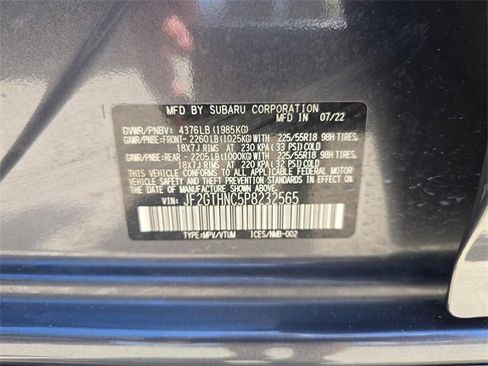 MFD BY SUBARU CORPORATION
MFD IN 07/22
GVWR/PNBV: 4376LB(1985KG)
GAWR/PNBE:FRONT- 2260LB(1025KG)WITH 225/55R18 98H TIRES,
18X7J RIMS AT 230 KPA(33 PSI)COLD
GAWR/PNBE:REAR - 2205LB(1000KG)WITH 225/55R18 98H TIRES,
18X7J RIMS AT 220 KPA(32 PSI)COLD
THIS VEHICLE CONFORMS TO ALL APPLICABLE FEDERAL MOTOR
VEHICLE SAFETY STANDARDS IN EFFECT ON THE DATE OF
MANUFACTURE SHOWN ABOVE.
VIN: JF2GTHNC5P8232565
TYPE:MPV/VTUM ICES/NMB-002